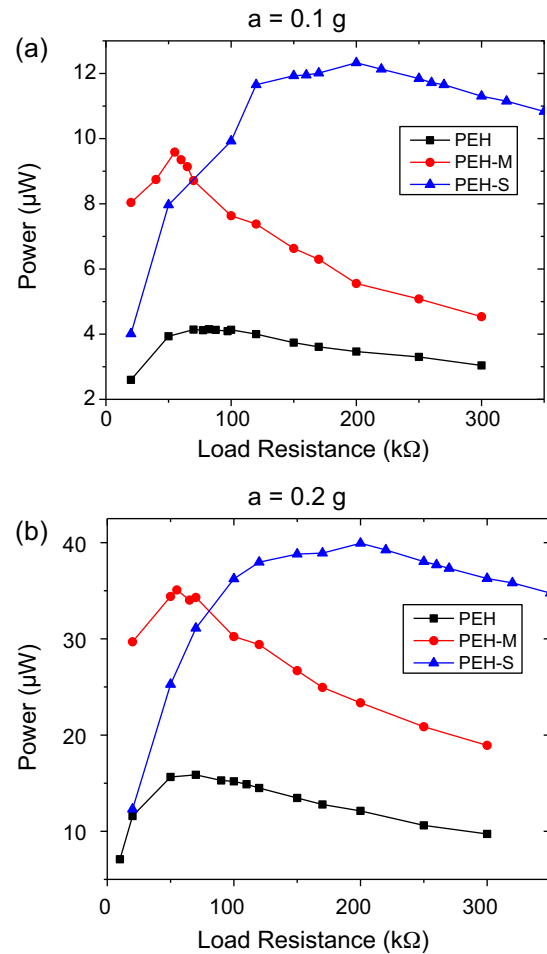 a = 0.1 g
(a)
12
10
8
6
4
2
Power (µW)
PEH
PEH-M
PEH-S
0
100
200
300
Load Resistance (kΩ)
a = 0.2 g
(b)
40
30
20
10
Power (µW)
PEH
PEH-M
PEH-S
0
100
200
300
Load Resistance (kΩ)